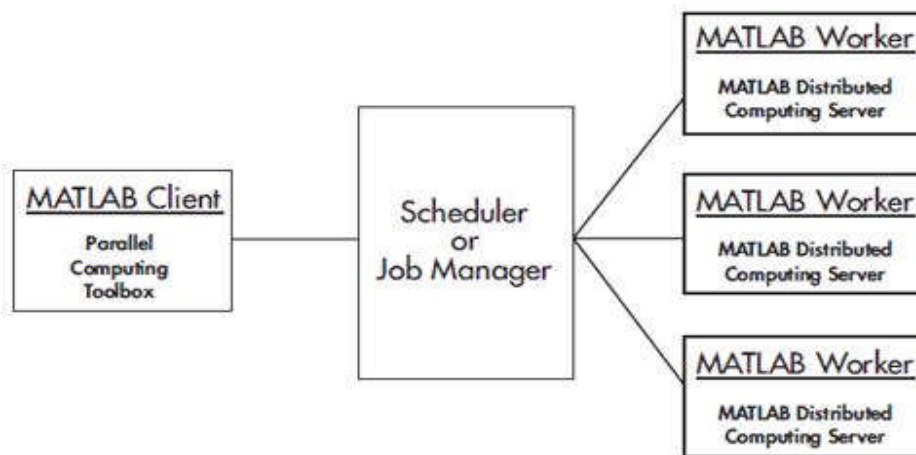 MATLAB Client
Parallel
Computing
Toolbox
Scheduler
or
Job Manager
MATLAB Worker
MATLAB Distributed
Computing Server
MATLAB Worker
MATLAB Distributed
Computing Server
MATLAB Worker
MATLAB Distributed
Computing Server